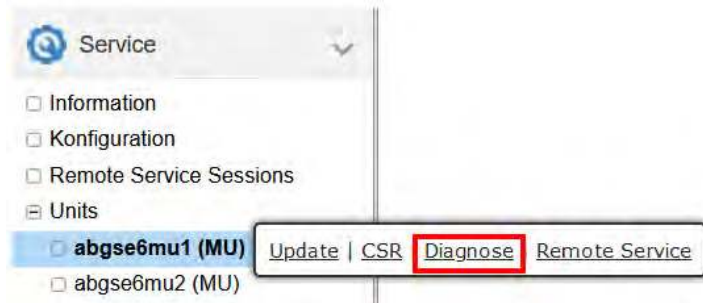 Service
Information
Konfiguration
Remote Service Sessions
Units
abgse6mu1 (MU)
Update | CSR Diagnose Remote Service
abgse6mu2 (MU)